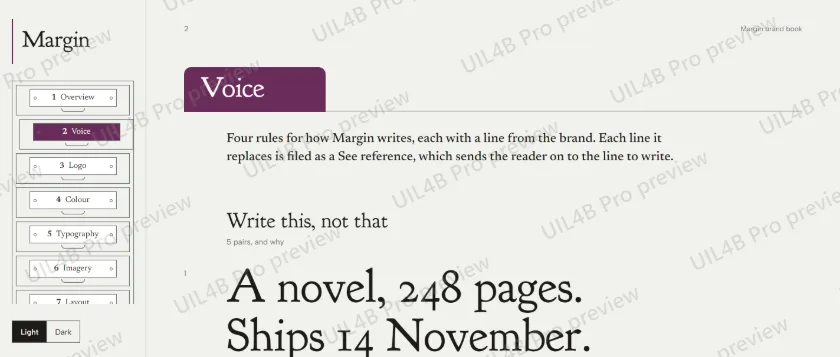 Margin
1 Overview
2 Voice
3 Logo
4 Colour
5 Typography
6 Imagery
7 Layout
Light
Dark
2
Margin brand book
Voice
Four rules for how Margin writes, each with a line from the brand. Each line it
replaces is filed as a See reference, which sends the reader on to the line to write.
Write this, not that
5 pairs, and why
1
A novel, 248 pages.
Ships 14 November.
UIL4B Pro preview